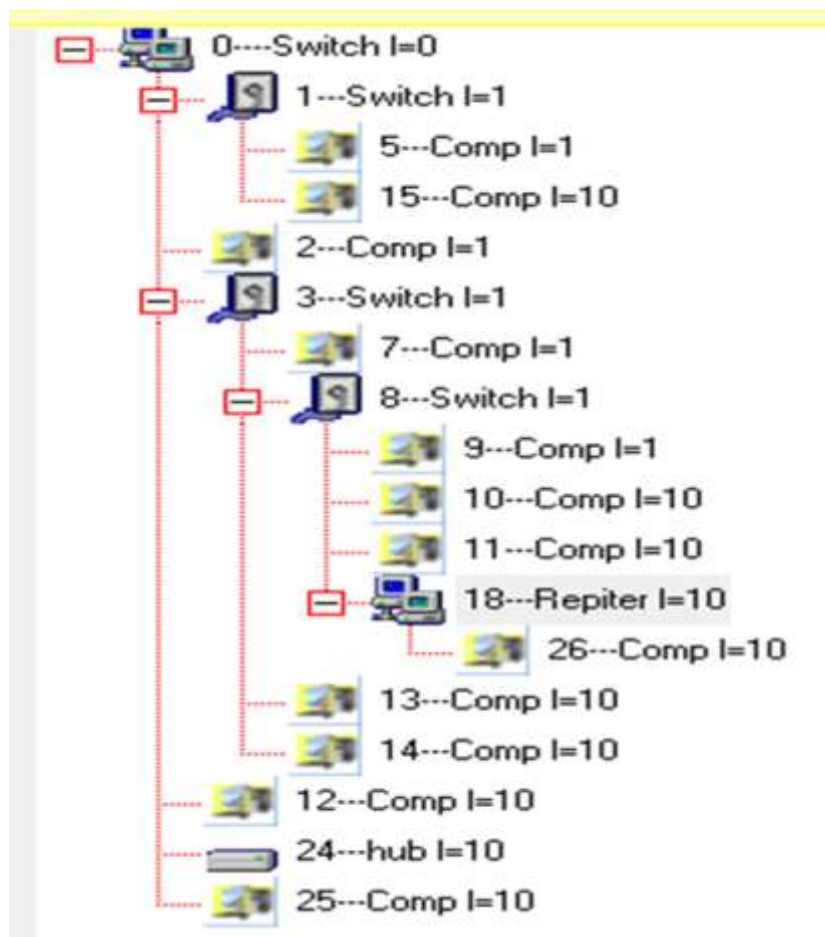 0----Switch l=0
1---Switch l=1
5---Comp l=1
15---Comp l=10
2---Comp l=1
3---Switch l=1
7---Comp l=1
8---Switch l=1
9---Comp l=1
10---Comp l=10
11---Comp l=10
18---Repiter l=10
26---Comp l=10
13---Comp l=10
14---Comp l=10
12---Comp l=10
24---hub l=10
25---Comp l=10